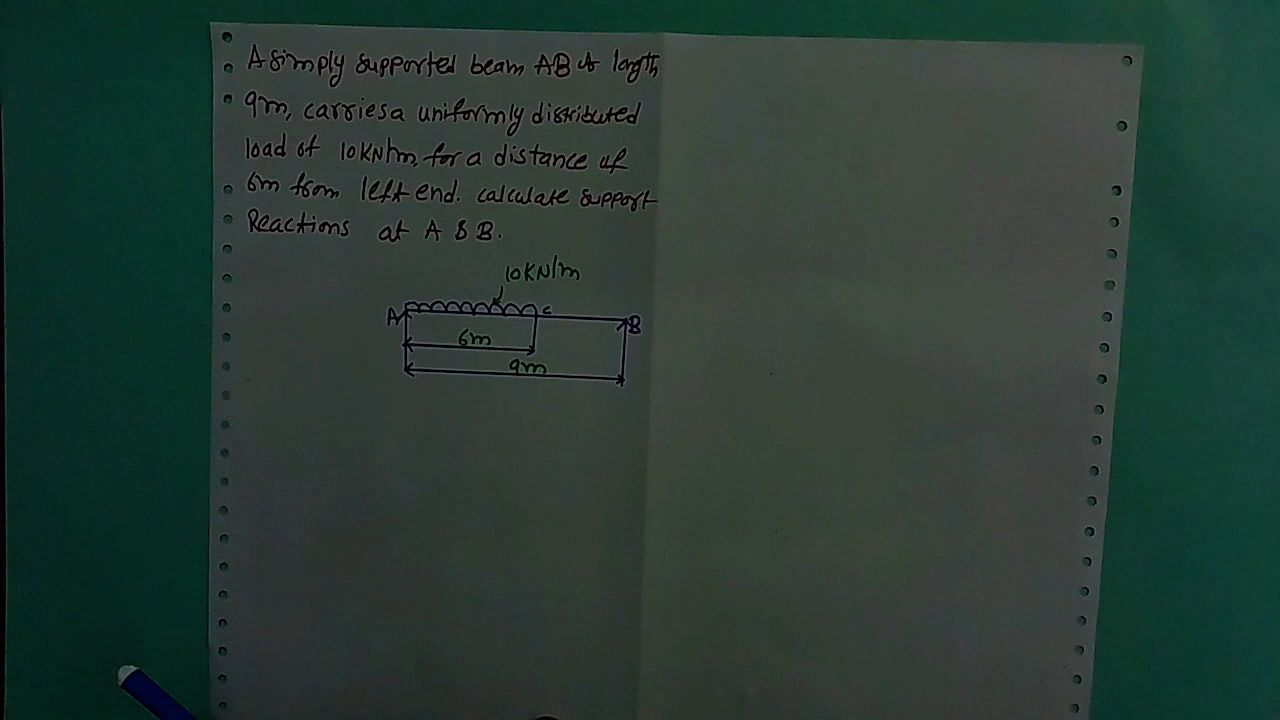 A simply supported beam AB of length
9m, carries a uniformly distributed
load of 10KN/m, for a distance of
6m from left end. calculate support
Reactions at A & B.
10KN/m
A
C
B
6m
9m